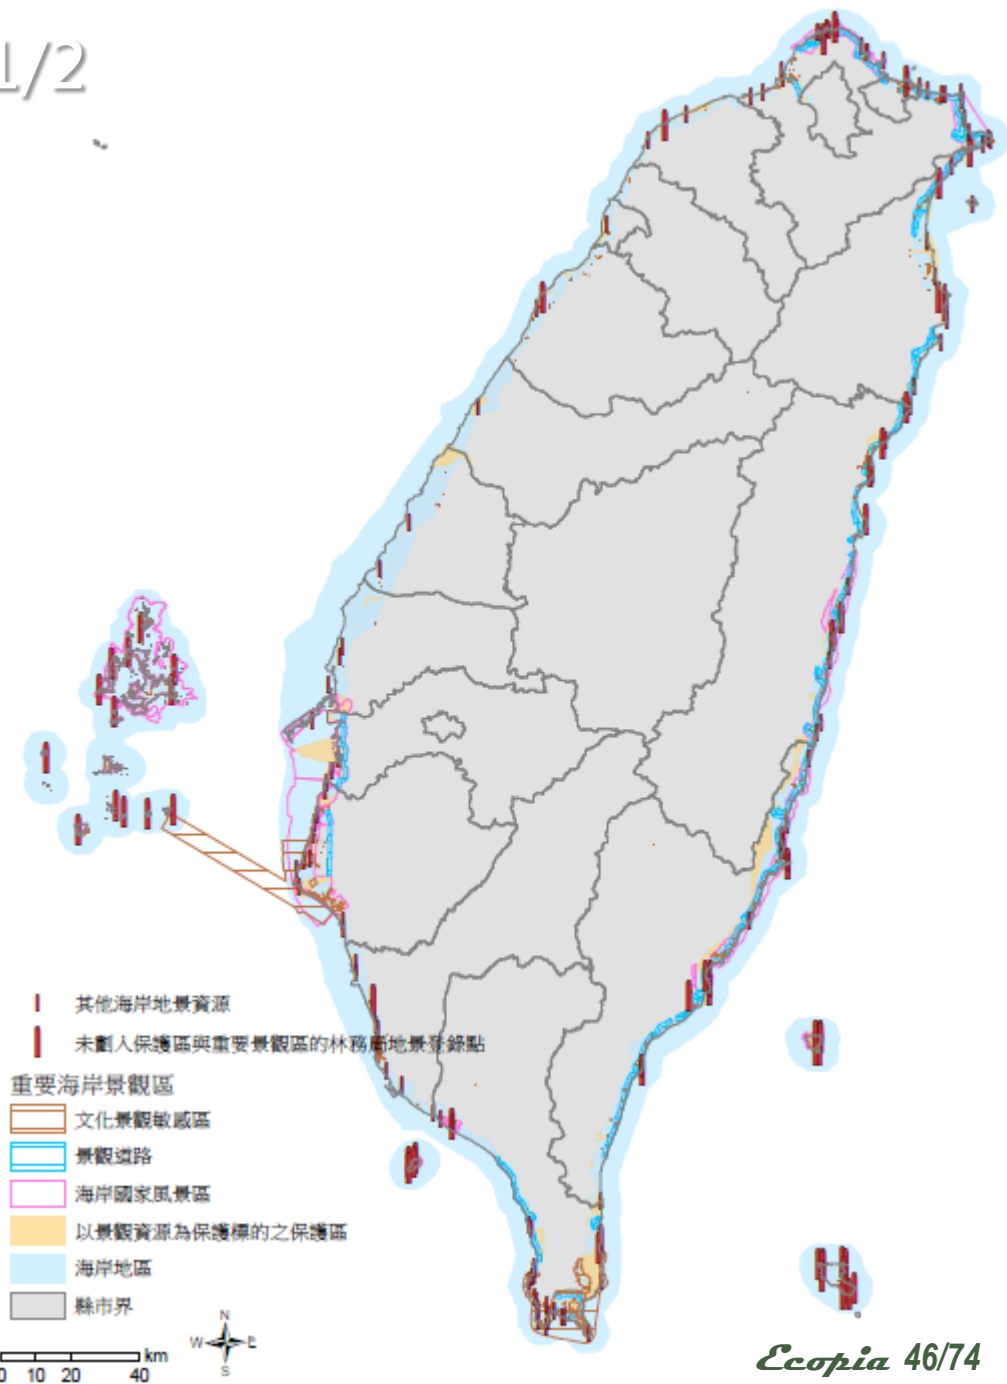 1/2
其他海岸地景資源
未劃入保護區與重要景觀區的林務局地景登錄點
重要海岸景觀區
文化景觀敏感區
景觀道路
海岸國家風景區
以景觀資源為保護標的之保護區
海岸地區
縣市界
N
W E
S
km
0 10 20 40
Ecopia 46/74